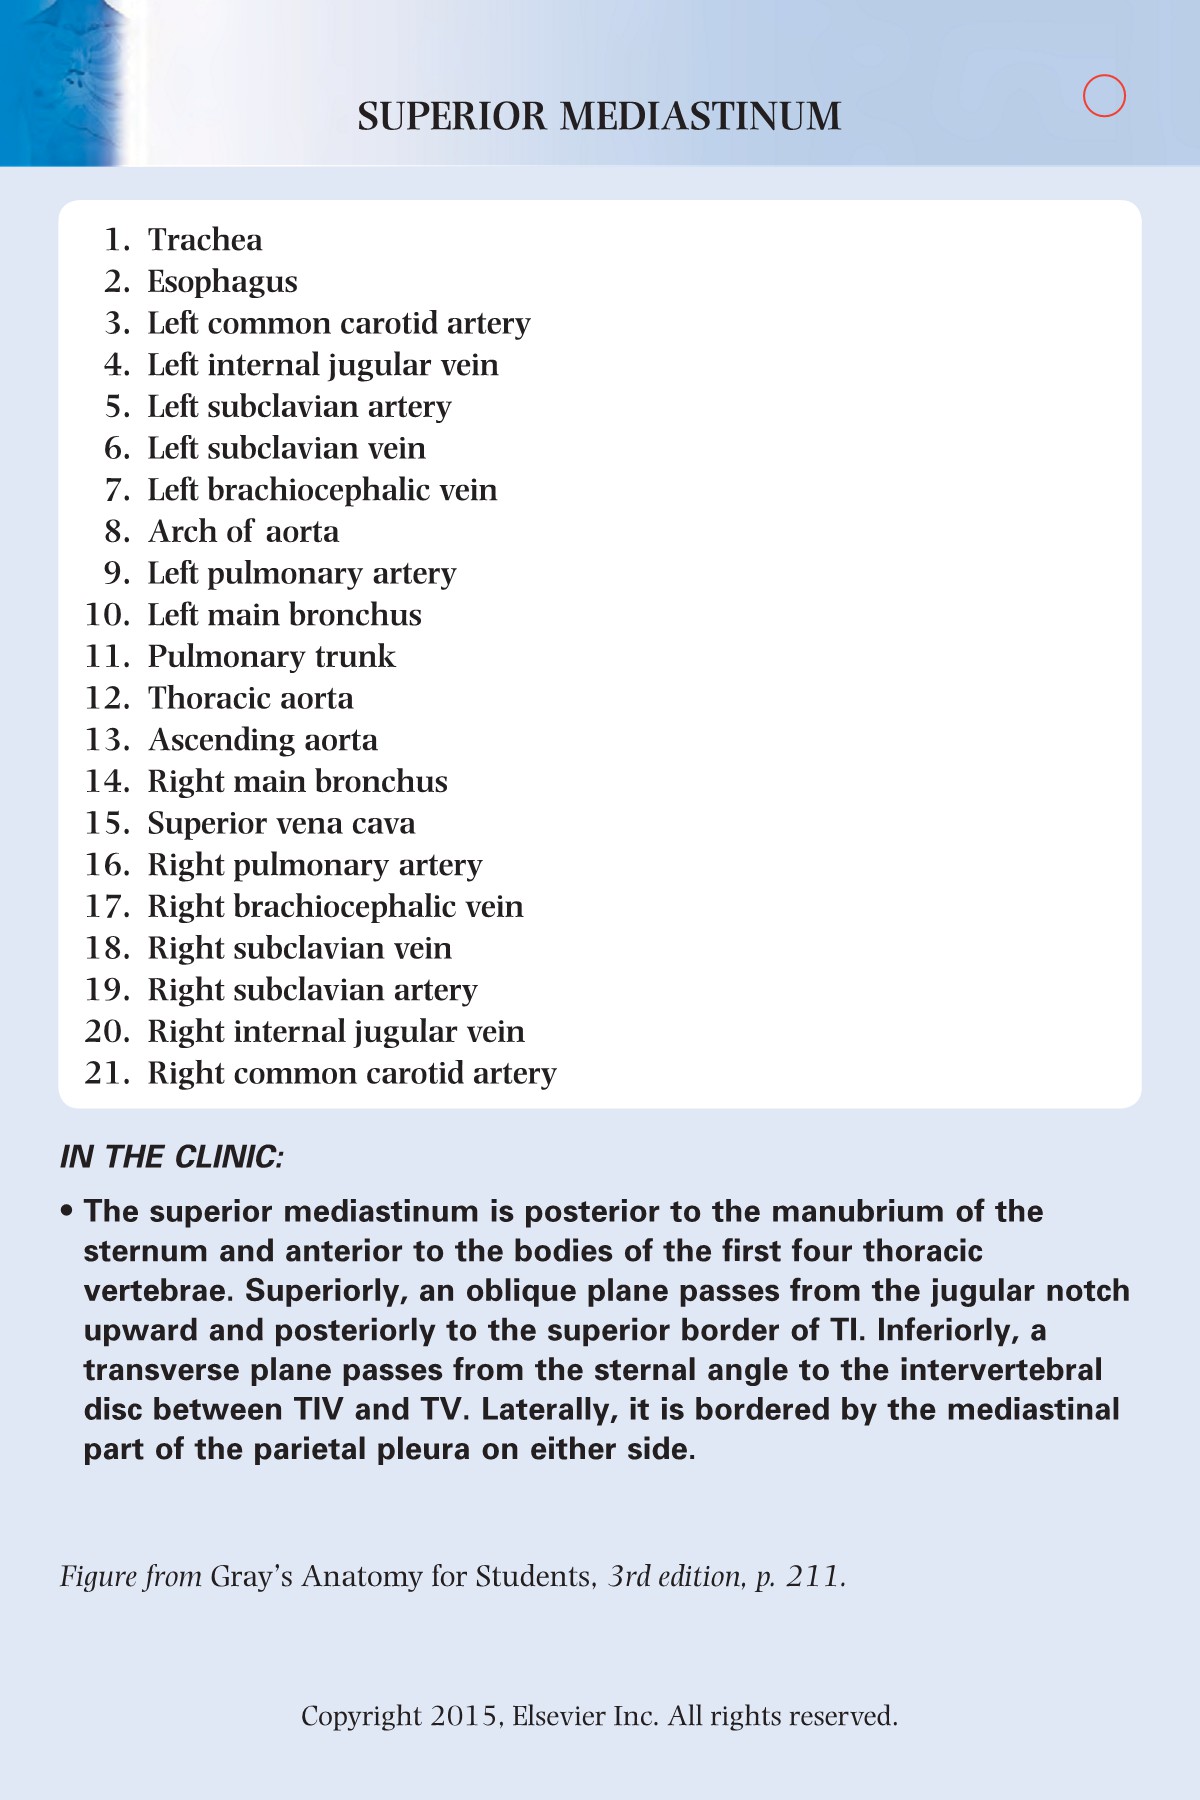 SUPERIOR MEDIASTINUM
1. Trachea
2. Esophagus
3. Left common carotid artery
4. Left internal jugular vein
5. Left subclavian artery
6. Left subclavian vein
7. Left brachiocephalic vein
8. Arch of aorta
9. Left pulmonary artery
10. Left main bronchus
11. Pulmonary trunk
12. Thoracic aorta
13. Ascending aorta
14. Right main bronchus
15. Superior vena cava
16. Right pulmonary artery
17. Right brachiocephalic vein
18. Right subclavian vein
19. Right subclavian artery
20. Right internal jugular vein
21. Right common carotid artery
IN THE CLINIC:
• The superior mediastinum is posterior to the manubrium of the
sternum and anterior to the bodies of the first four thoracic
vertebrae. Superiorly, an oblique plane passes from the jugular notch
upward and posteriorly to the superior border of TI. Inferiorly, a
transverse plane passes from the sternal angle to the intervertebral
disc between TIV and TV. Laterally, it is bordered by the mediastinal
part of the parietal pleura on either side.
Figure from Gray's Anatomy for Students, 3rd edition, p. 211.
Copyright 2015, Elsevier Inc. All rights reserved.